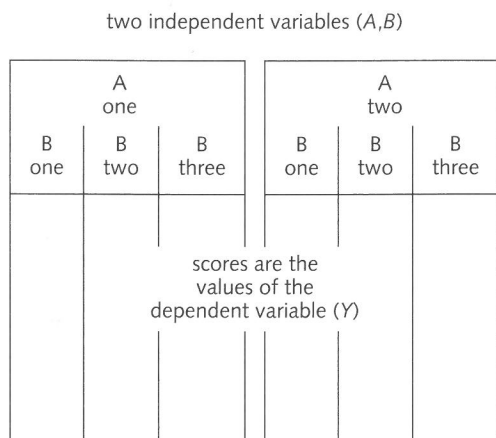 two independent variables (A,B)
A
one
A
two
B
one
B
two
B
three
B
one
B
two
B
three
scores are the
values of the
dependent variable (Y)